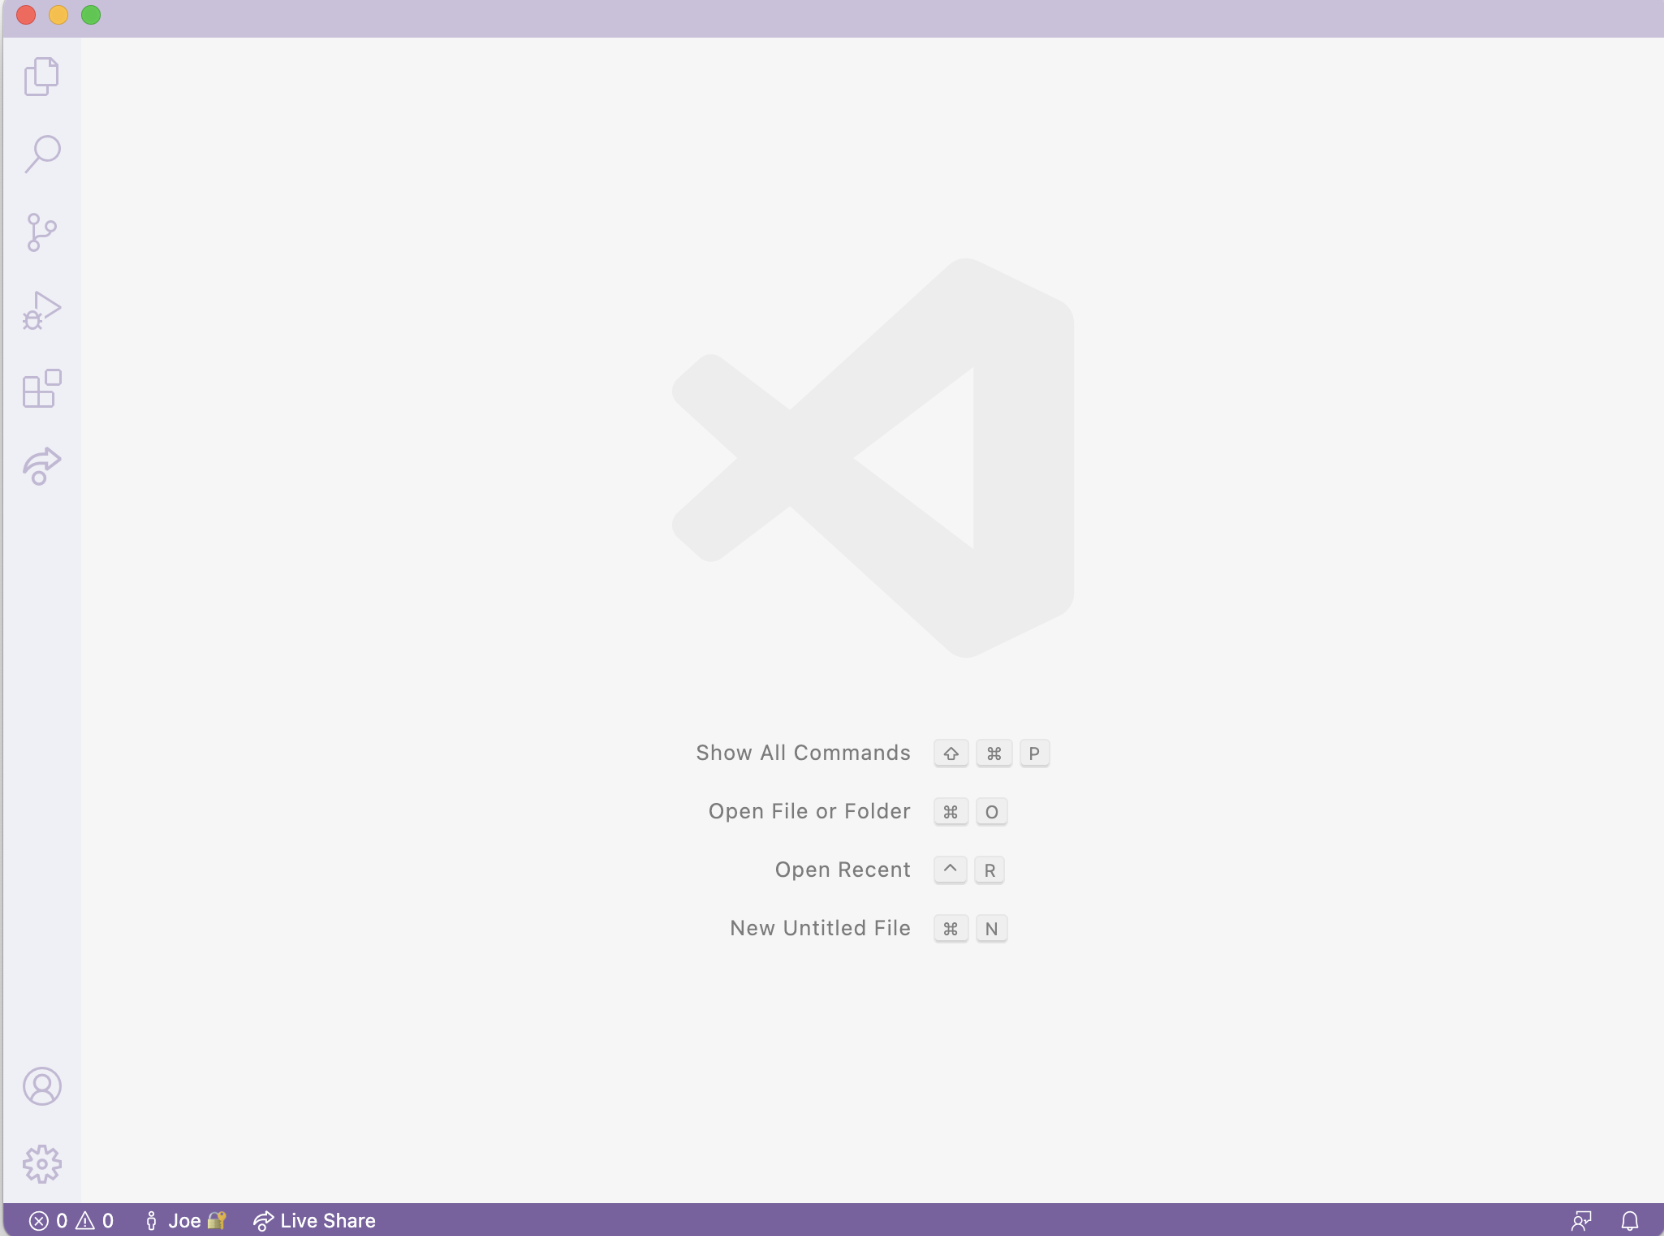 Show All Commands ⇧ ⌘ P
Open File or Folder ⌘ O
Open Recent ^ R
New Untitled File ⌘ N
0 0 Joe 🔐 Live Share